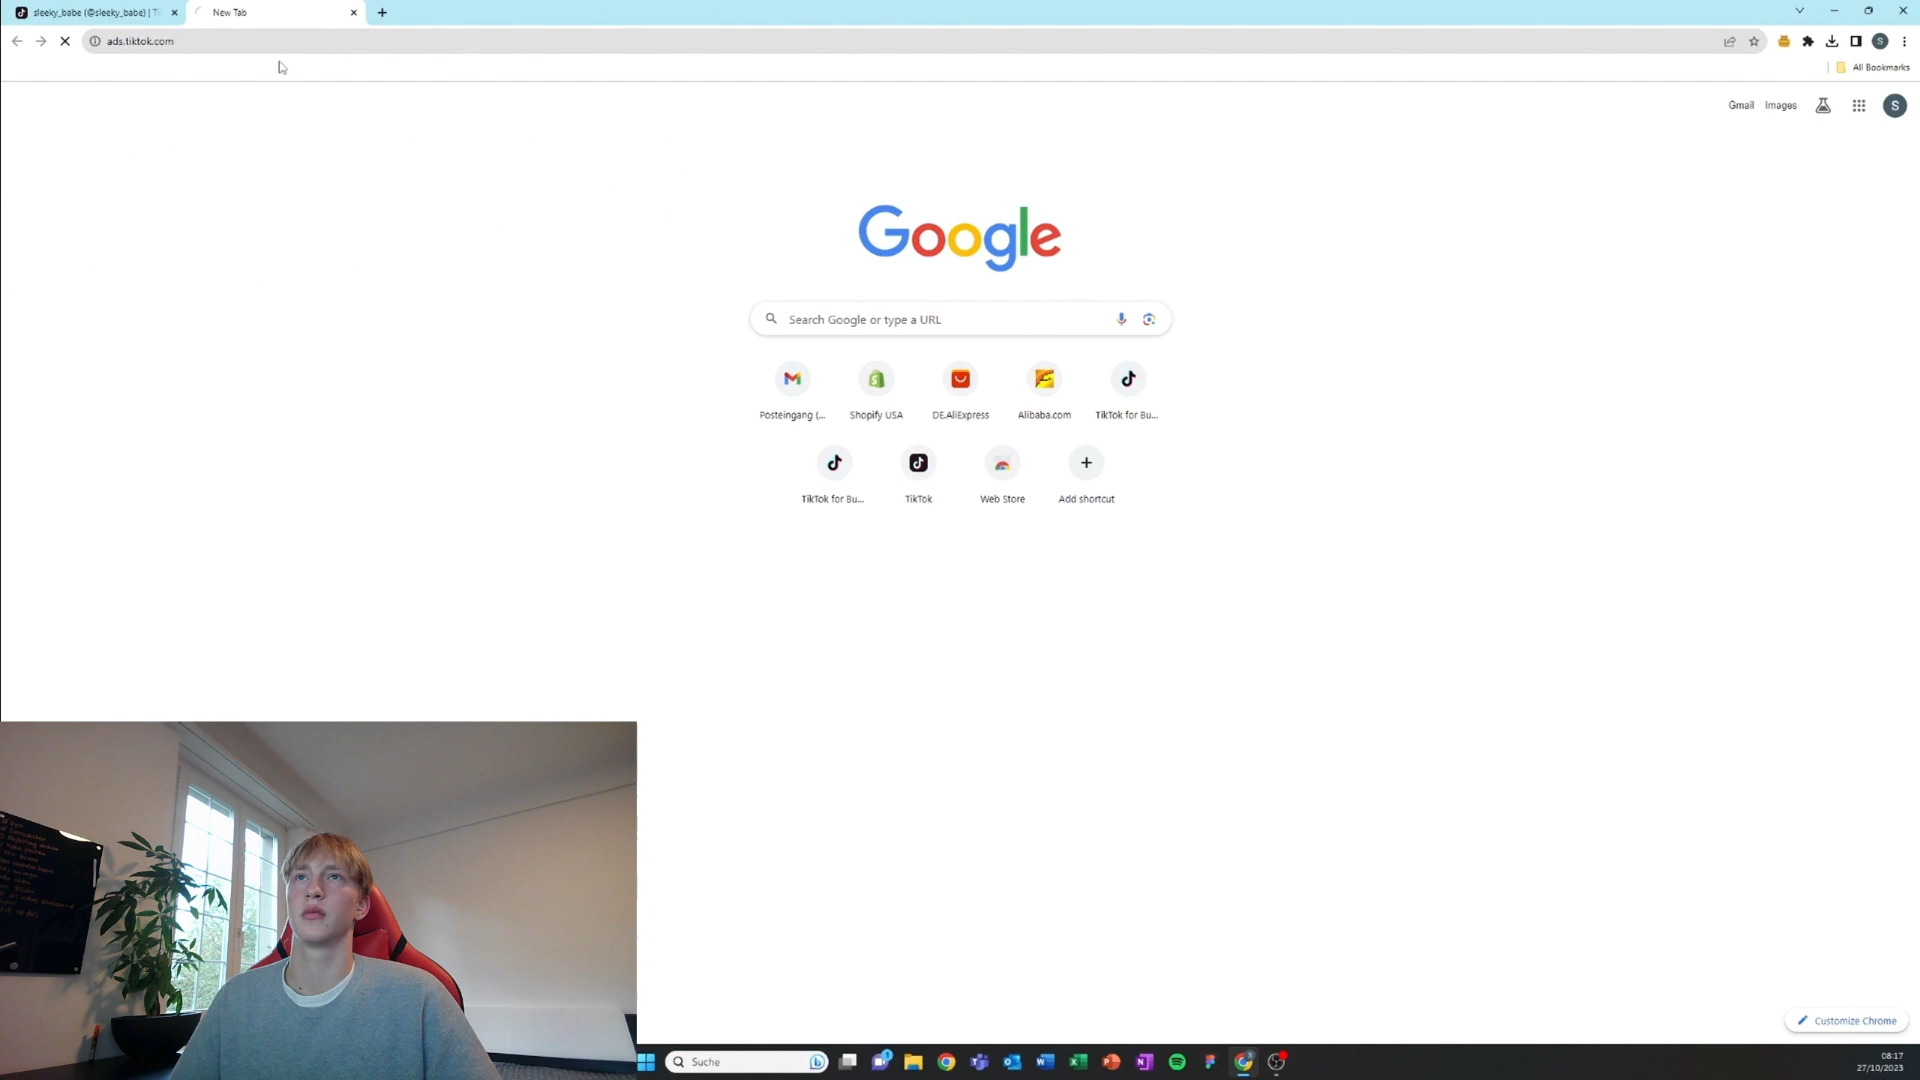 sleeky_babe (@sleeky_babe) | Ti
New Tab
ads.tiktok.com
All Bookmarks
Gmail
Images
S
Google
Search Google or type a URL
Posteingang (...
Shopify USA
DE.AliExpress
Alibaba.com
TikTok for Bu...
TikTok for Bu...
TikTok
Web Store
Add shortcut
Customize Chrome
Suche
08:17
27/10/2023